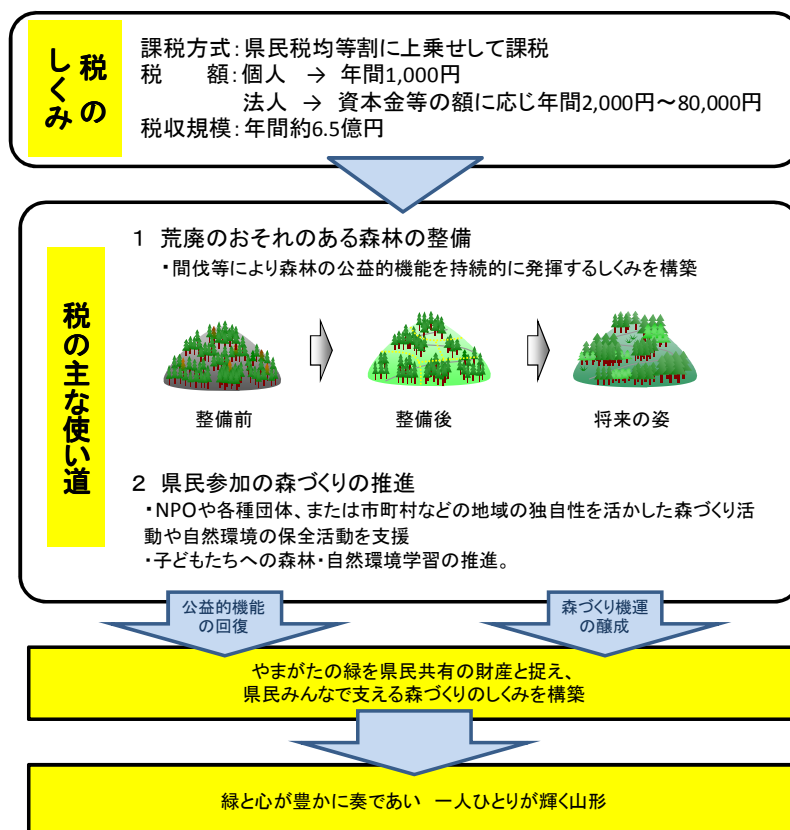 税の
しくみ
課税方式：県民税均等割に上乗せして課税
税　　額：個人　→　年間1,000円
法人　→　資本金等の額に応じ年間2,000円～80,000円
税収規模：年間約6.5億円
税の主な使い道
１　荒廃のおそれのある森林の整備
・間伐等により森林の公益的機能を持続的に発揮するしくみを構築
整備前
整備後
将来の姿
２　県民参加の森づくりの推進
・NPOや各種団体、または市町村などの地域の独自性を活かした森づくり活
動や自然環境の保全活動を支援
・子どもたちへの森林・自然環境学習の推進。
公益的機能
の回復
森づくり機運
の醸成
やまがたの緑を県民共有の財産と捉え、
県民みんなで支える森づくりのしくみを構築
緑と心が豊かに奏であい　一人ひとりが輝く山形